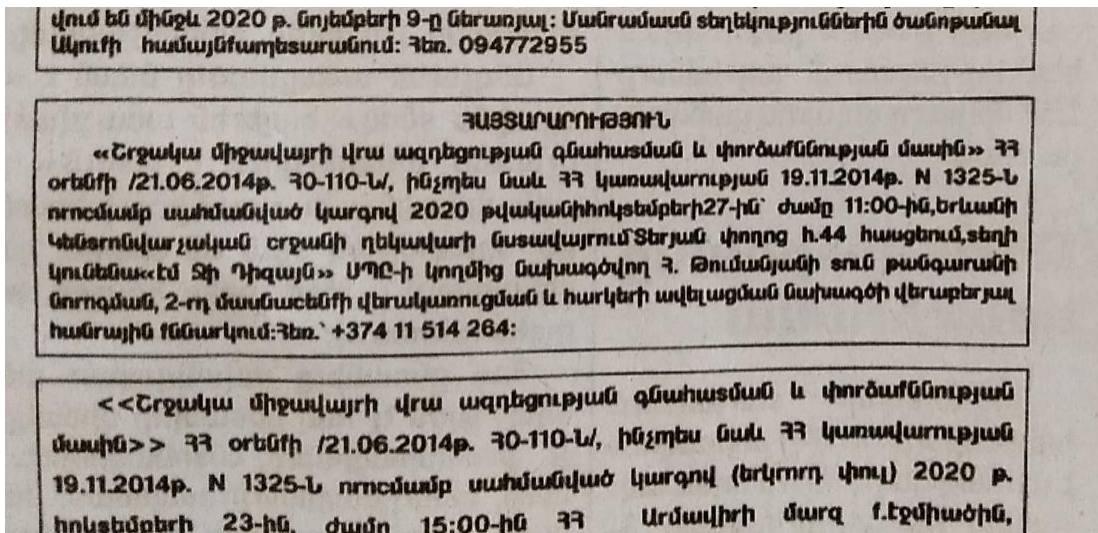 վում են մինչև 2020 թ. նոյեմբերի 9-ը ներառյալ: Մանրամասն տեղեկություններին ծանոթանալ
Ակունքի համայնքապետարանում: Հեռ. 094772955
ՀԱՅՏԱՐԱՐՈՒԹՅՈՒՆ
«Շրջակա միջավայրի վրա ազդեցության գնահատման և փորձաքննության մասին» ՀՀ
օրենքի /21.06.2014թ. ՀՕ-110-Ն/, ինչպես նաև ՀՀ կառավարության 19.11.2014թ. N 1325-Ն
որոշմամբ սահմանված կարգով 2020 թվականիհոկտեմբերի27-ին՝ ժամը 11:00-ին,Երևանի
Կենտրոնվարչական շրջանի ղեկավարի նստավայրում՝Տերյան փողոց հ.44 հասցեում,տեղի
կունենա««ԷՄ Ջի Դիզայն» ՍՊԸ-ի կողմից նախագծվող Հ. Թումանյանի տուն թանգարանի
նորոգման, 2-րդ մասնաշենքի վերակառուցման և հարկերի ավելացման նախագծի վերաբերյալ
հանրային քննարկում:Հեռ.՝ +374 11 514 264:
<<Շրջակա միջավայրի վրա ազդեցության գնահատման և փորձաքննության
մասին>> ՀՀ օրենքի /21.06.2014թ. ՀՕ-110-Ն/, ինչպես նաև ՀՀ կառավարության
19.11.2014թ. N 1325-Ն որոշմամբ սահմանված կարգով (երկրորդ փուլ) 2020 թ.
հոկտեմբերի 23-ին, ժամը 15:00-ին ՀՀ Արմավիրի մարզ ք.Էջմիածին,